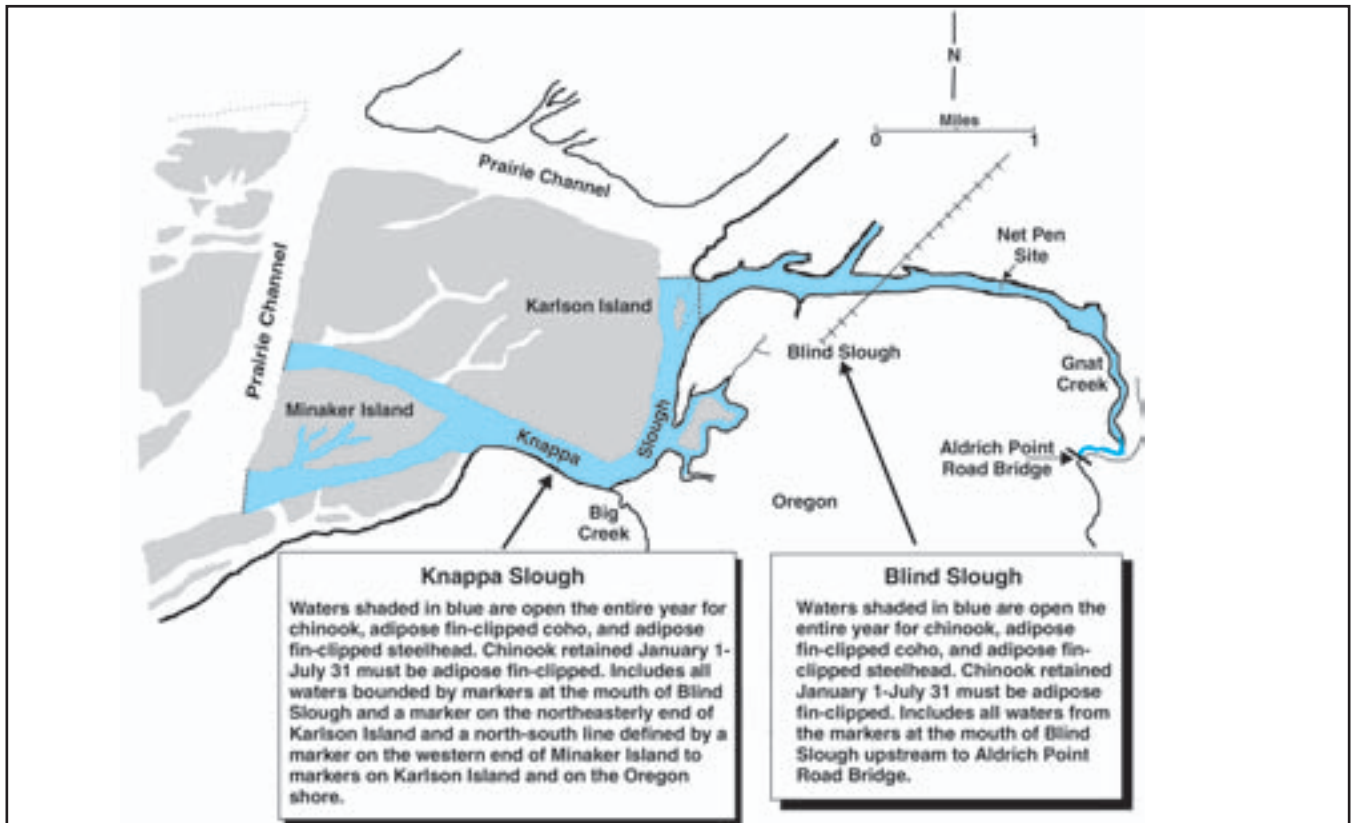 N
Miles
0 1
Prairie Channel
Net Pen
Site
Karlson Island
Prairie Channel
Blind Slough
Gnat
Creek
Minaker Island
Knappa
Slough
Aldrich Point
Road Bridge
Oregon
Big
Creek
Knappa Slough
Waters shaded in blue are open the entire year for
chinook, adipose fin-clipped coho, and adipose
fin-clipped steelhead. Chinook retained January 1-
July 31 must be adipose fin-clipped. Includes all
waters bounded by markers at the mouth of Blind
Slough and a marker on the northeasterly end of
Karlson Island and a north-south line defined by a
marker on the western end of Minaker Island to
markers on Karlson Island and on the Oregon
shore.
Blind Slough
Waters shaded in blue are open the
entire year for chinook, adipose
fin-clipped coho, and adipose fin-
clipped steelhead. Chinook retained
January 1-July 31 must be adipose
fin-clipped. Includes all waters from
the markers at the mouth of Blind
Slough upstream to Aldrich Point
Road Bridge.